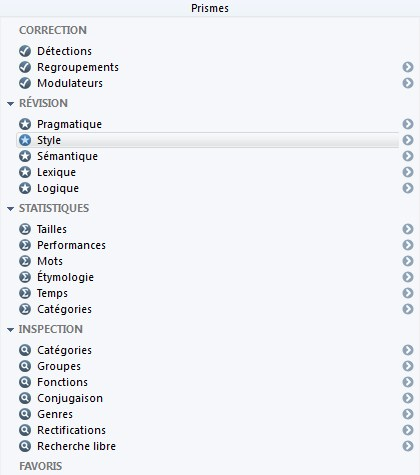 Prismes
CORRECTION
Détections
Regroupements
Modulateurs
RÉVISION
Pragmatique
Style
Sémantique
Lexique
Logique
STATISTIQUES
Tailles
Performances
Mots
Étymologie
Temps
Catégories
INSPECTION
Catégories
Groupes
Fonctions
Conjugaison
Genres
Rectifications
Recherche libre
FAVORIS